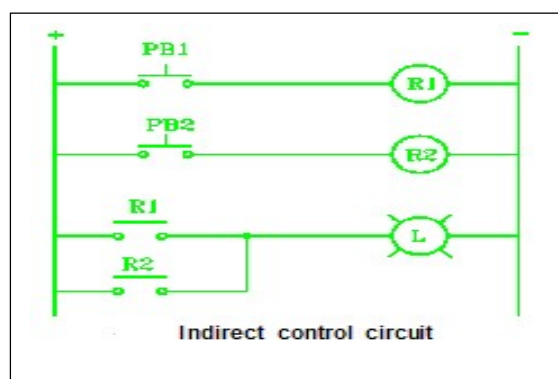 + −
PB1
R1
PB2
R2
R1
L
R2
Indirect control circuit